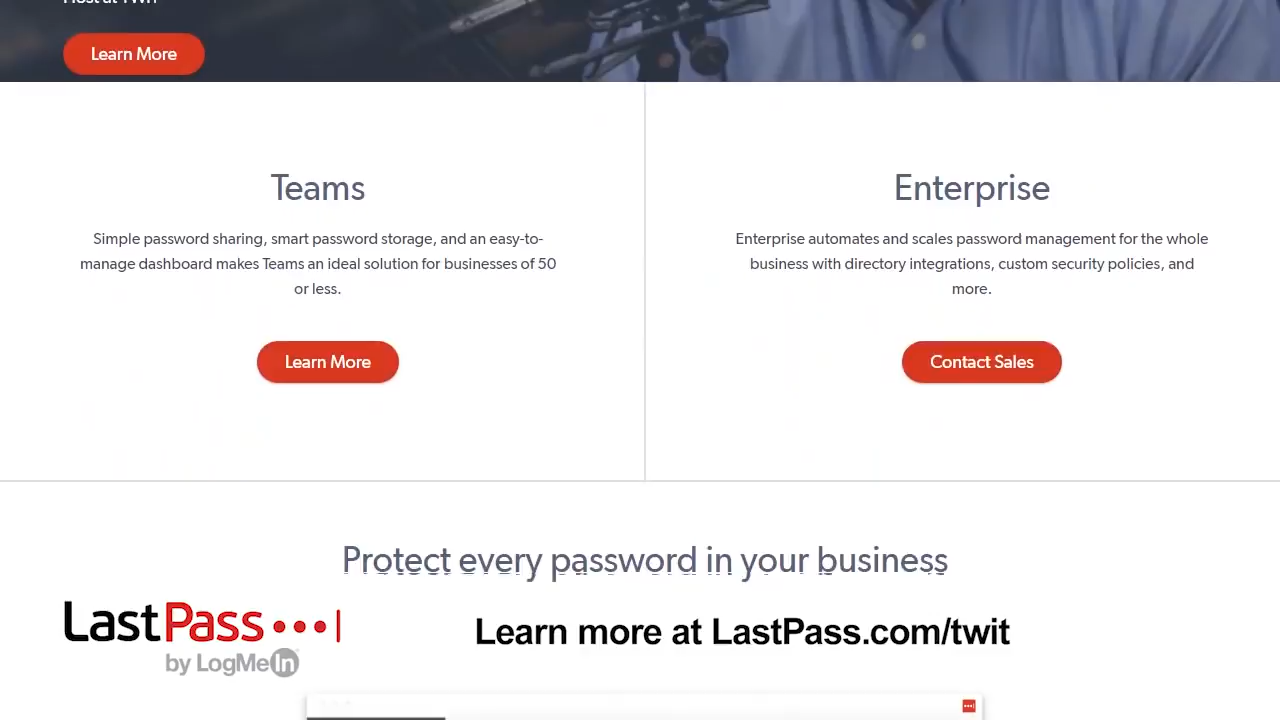 Host at TWiT
Learn More
Teams
Simple password sharing, smart password storage, and an easy-to-
manage dashboard makes Teams an ideal solution for businesses of 50
or less.
Learn More
Enterprise
Enterprise automates and scales password management for the whole
business with directory integrations, custom security policies, and
more.
Contact Sales
Protect every password in your business
LastPass
by LogMeIn
Learn more at LastPass.com/twit